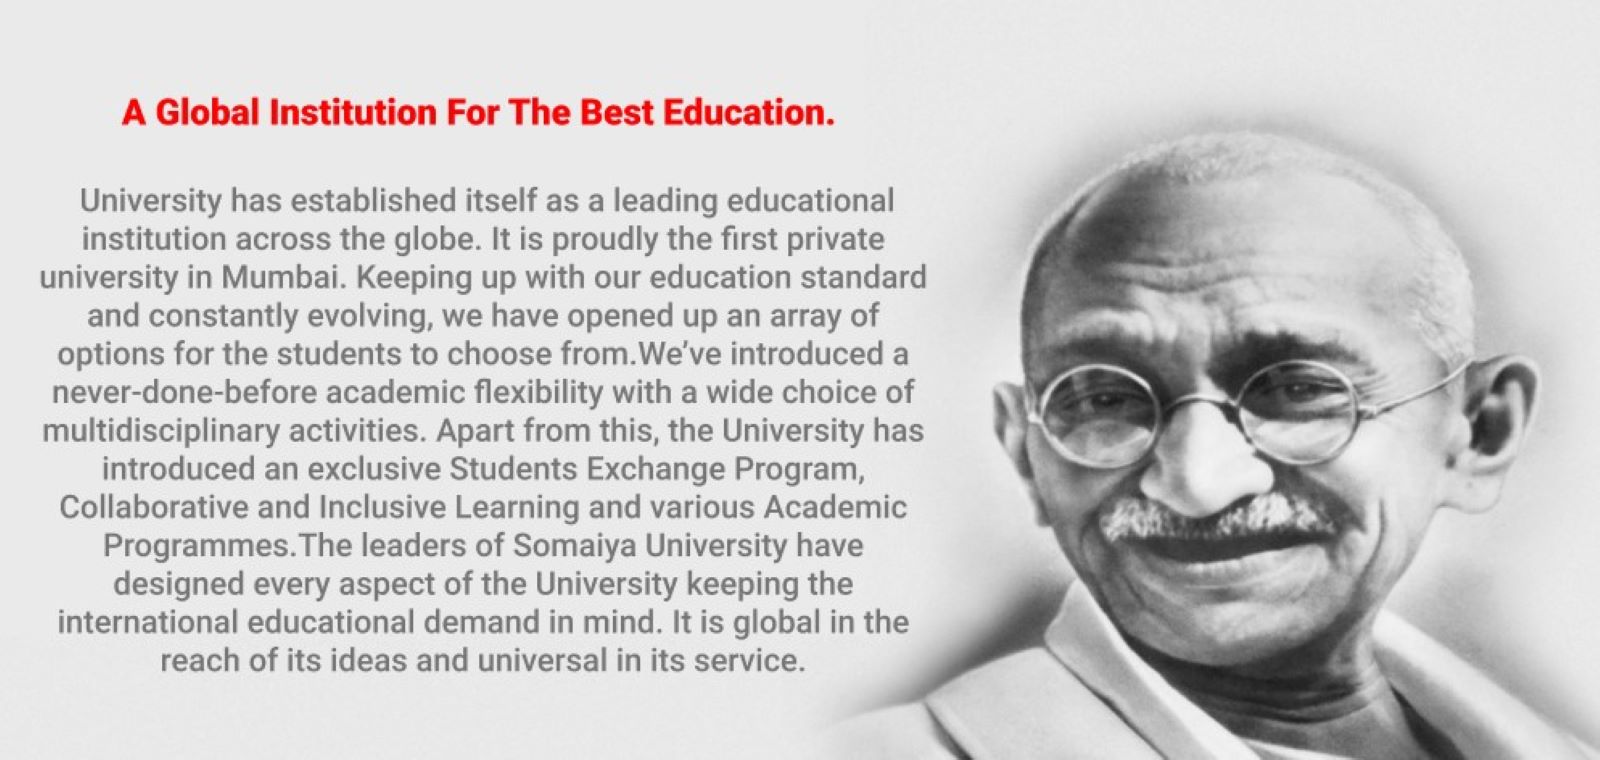 A Global Institution For The Best Education.
University has established itself as a leading educational
institution across the globe. It is proudly the first private
university in Mumbai. Keeping up with our education standard
and constantly evolving, we have opened up an array of
options for the students to choose from.We’ve introduced a
never-done-before academic flexibility with a wide choice of
multidisciplinary activities. Apart from this, the University has
introduced an exclusive Students Exchange Program,
Collaborative and Inclusive Learning and various Academic
Programmes.The leaders of Somaiya University have
designed every aspect of the University keeping the
international educational demand in mind. It is global in the
reach of its ideas and universal in its service.